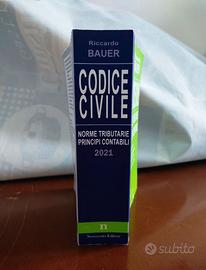 Riccardo
BAUER
CODICE
CIVILE
NORME TRIBUTARIE
PRINCIPI CONTABILI
2021
n
subito